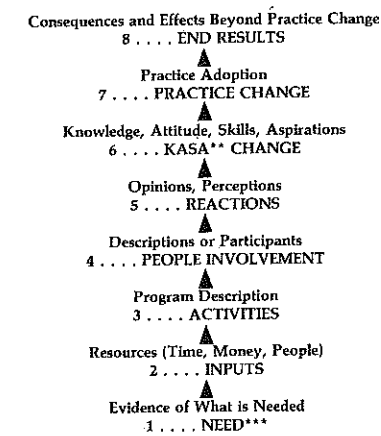 Consequences and Effects Beyond Practice Change
8 . . . . END RESULTS
Practice Adoption
7 . . . . PRACTICE CHANGE
Knowledge, Attitude, Skills, Aspirations
6 . . . . KASA** CHANGE
Opinions, Perceptions
5 . . . . REACTIONS
Descriptions or Participants
4 . . . . PEOPLE INVOLVEMENT
Program Description
3 . . . . ACTIVITIES
Resources (Time, Money, People)
2 . . . . INPUTS
Evidence of What is Needed
1 . . . . NEED***